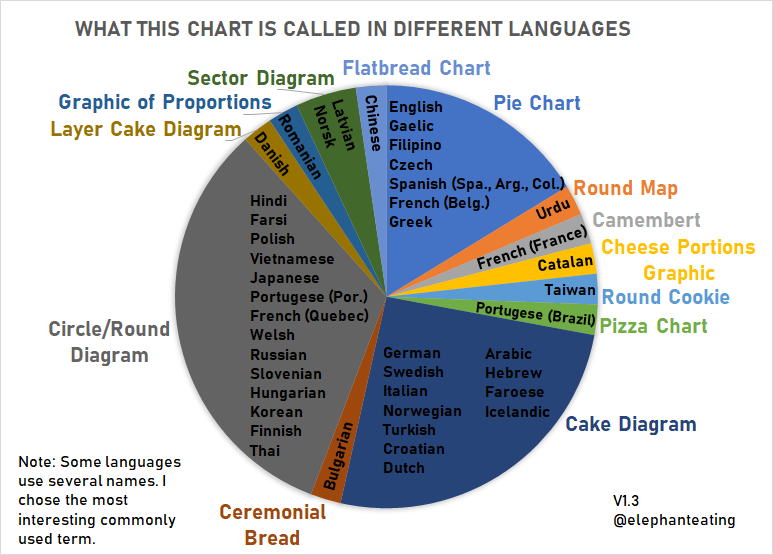 WHAT THIS CHART IS CALLED IN DIFFERENT LANGUAGES
Flatbread Chart
Sector Diagram
Graphic of Proportions
Layer Cake Diagram
Pie Chart
Chinese
Latvian
Norsk
Romanian
Danish
English
Gaelic
Filipino
Czech
Spanish (Spa., Arg., Col.)
French (Belg.)
Greek
Round Map
Urdu
Camembert
French (France)
Cheese Portions
Graphic
Catalan
Round Cookie
Taiwan
Pizza Chart
Portugese (Brazil)
Hindi
Farsi
Polish
Vietnamese
Japanese
Portugese (Por.)
French (Quebec)
Welsh
Russian
Slovenian
Hungarian
Korean
Finnish
Thai
Circle/Round
Diagram
German
Swedish
Italian
Norwegian
Turkish
Croatian
Dutch
Arabic
Hebrew
Faroese
Icelandic
Cake Diagram
Bulgarian
Ceremonial
Bread
Note: Some languages
use several names. I
chose the most
interesting commonly
used term.
V1.3
@elephanteating